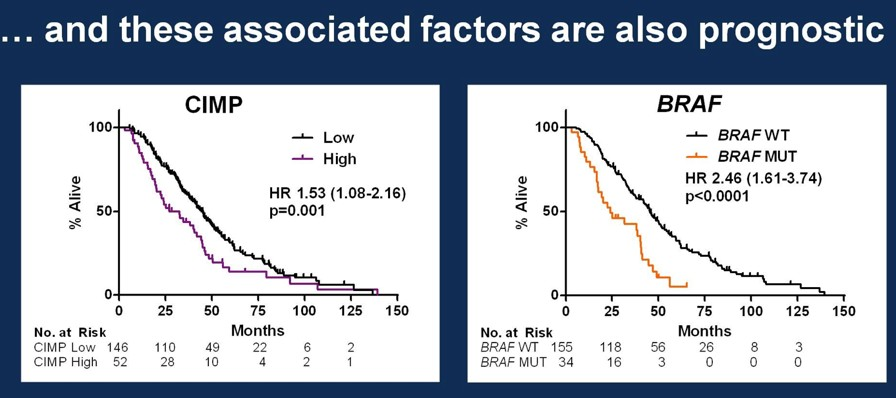 ... and these associated factors are also prognostic
CIMP
100
50
0
% Alive
Low
High
HR 1.53 (1.08-2.16)
p=0.001
0 25 50 75 100 125 150
Months
No. at Risk
CIMP Low 146 110 49 22 6 2
CIMP High 52 28 10 4 2 1
BRAF
100
50
0
% Alive
BRAF WT
BRAF MUT
HR 2.46 (1.61-3.74)
p<0.0001
0 25 50 75 100 125 150
Months
No. at Risk
BRAF WT 155 118 56 26 8 3
BRAF MUT 34 16 3 0 0 0